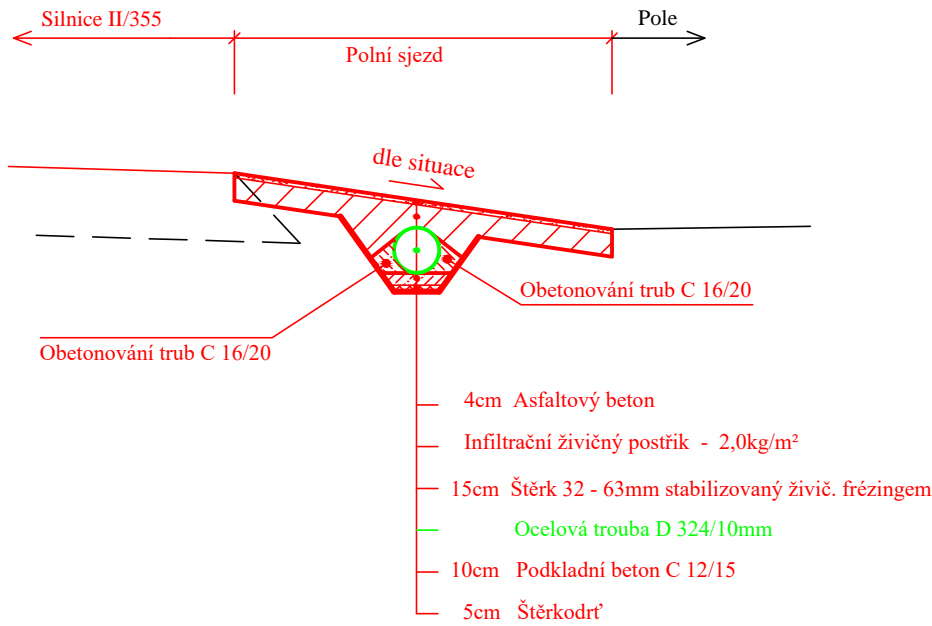 Silnice II/355
Pole
Polní sjezd
dle situace
Obetonování trub C 16/20
Obetonování trub C 16/20
4cm Asfaltový beton
Infiltrační živičný postřik - 2,0kg/m²
15cm Štěrk 32 - 63mm stabilizovaný živič. frézingem
Ocelová trouba D 324/10mm
10cm Podkladní beton C 12/15
5cm Štěrkodrť